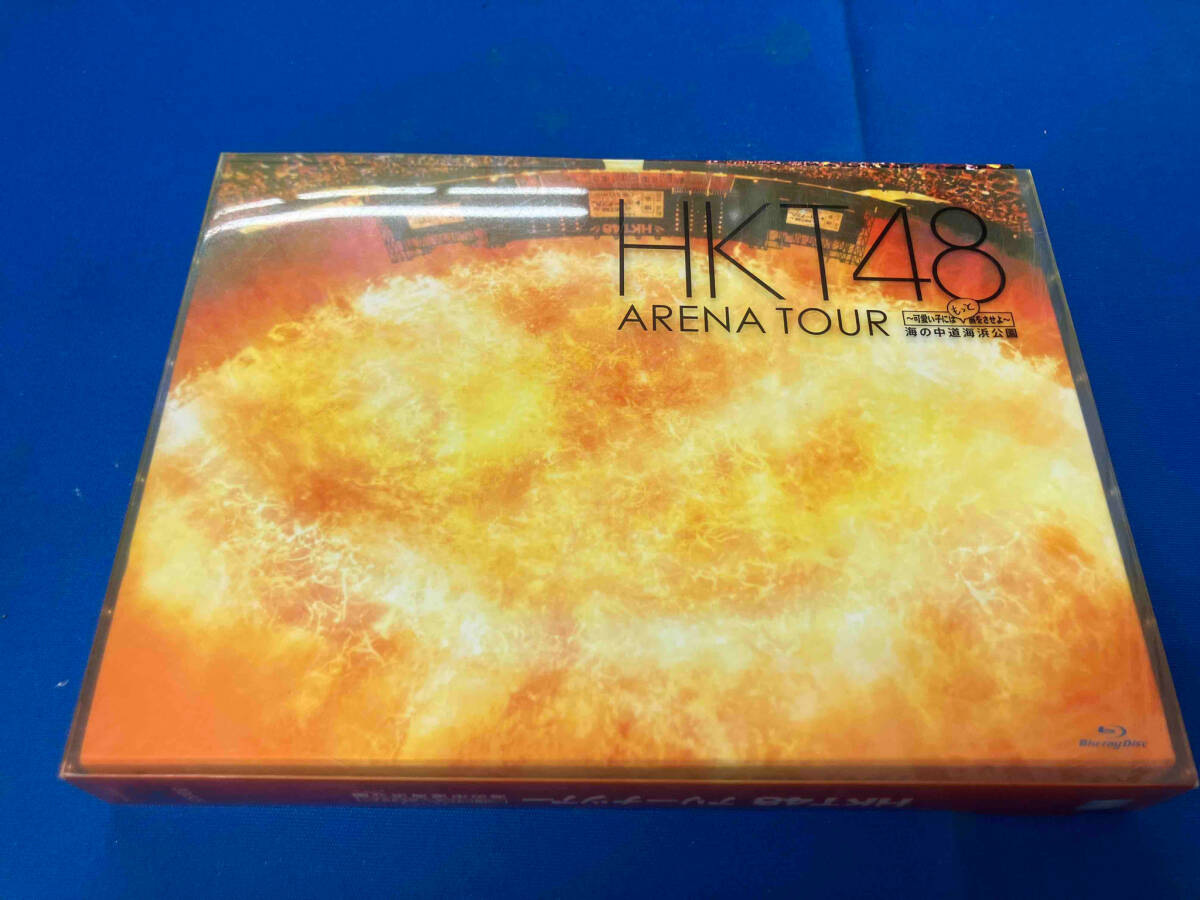 HKT48
HKT48
ARENA TOUR
もっと
～可愛い子には旅をさせよ～
海の中道海浜公園
Blu-ray Disc
HKT48 アリーナツアー